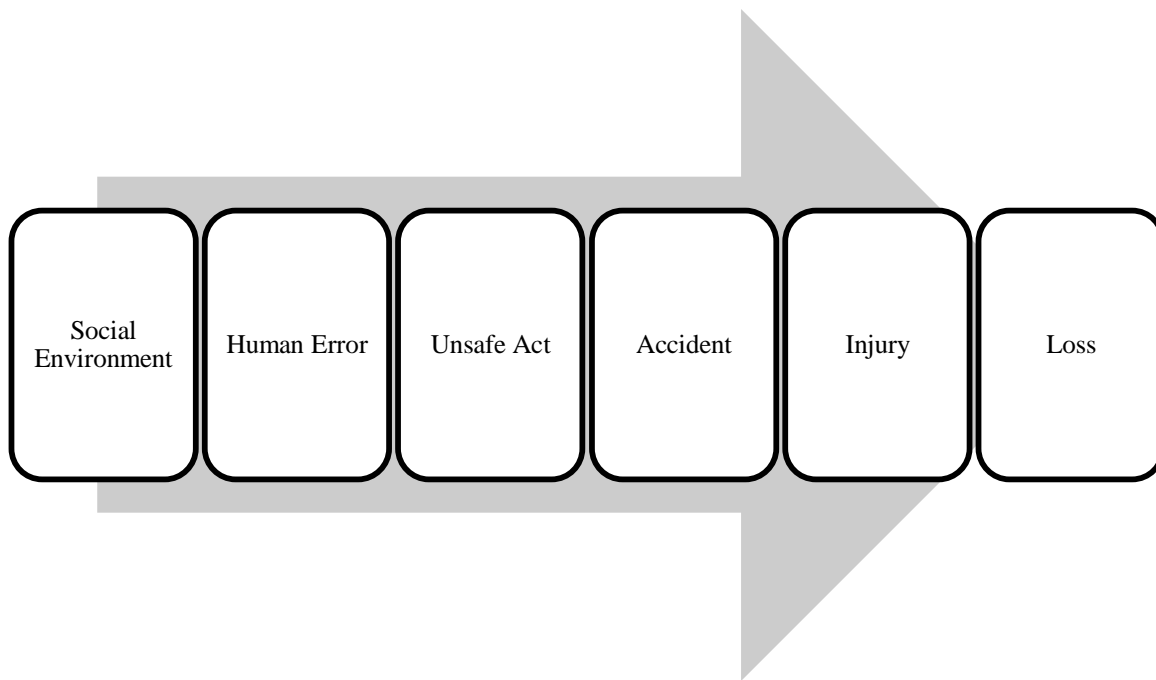 Social
Environment
Human Error
Unsafe Act
Accident
Injury
Loss